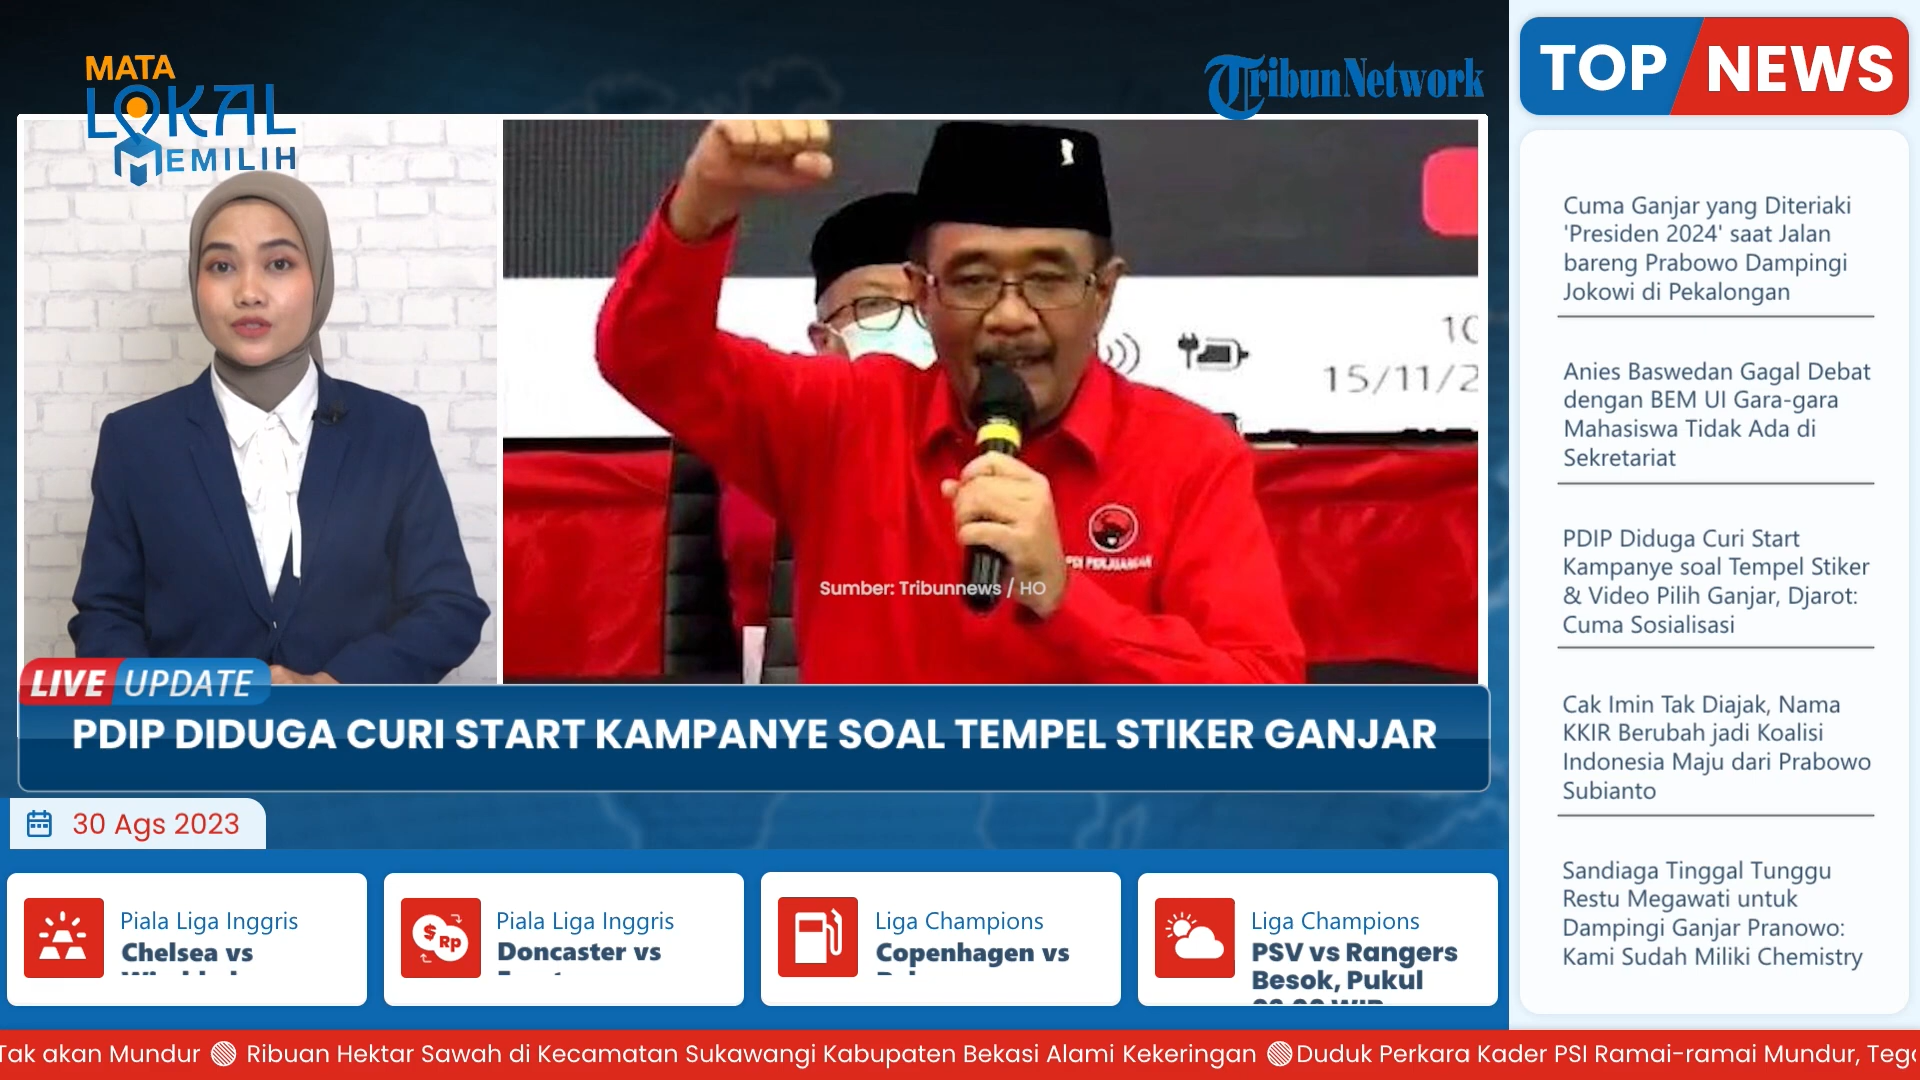 MATA
LOKAL
MEMILIH
TribunNetwork
TOP NEWS
10
15/11/2
Sumber: Tribunnews / HO
LIVE UPDATE
PDIP DIDUGA CURI START KAMPANYE SOAL TEMPEL STIKER GANJAR
30 Ags 2023
Cuma Ganjar yang Diteriaki
'Presiden 2024' saat Jalan
bareng Prabowo Dampingi
Jokowi di Pekalongan
Anies Baswedan Gagal Debat
dengan BEM UI Gara-gara
Mahasiswa Tidak Ada di
Sekretariat
PDIP Diduga Curi Start
Kampanye soal Tempel Stiker
& Video Pilih Ganjar, Djarot:
Cuma Sosialisasi
Cak Imin Tak Diajak, Nama
KKIR Berubah jadi Koalisi
Indonesia Maju dari Prabowo
Subianto
Sandiaga Tinggal Tunggu
Restu Megawati untuk
Dampingi Ganjar Pranowo:
Kami Sudah Miliki Chemistry
Piala Liga Inggris
Chelsea vs
$ Rp
Piala Liga Inggris
Doncaster vs
Liga Champions
Copenhagen vs
Liga Champions
PSV vs Rangers
Besok, Pukul
Tak akan Mundur Ribuan Hektar Sawah di Kecamatan Sukawangi Kabupaten Bekasi Alami Kekeringan Duduk Perkara Kader PSI Ramai-ramai Mundur,